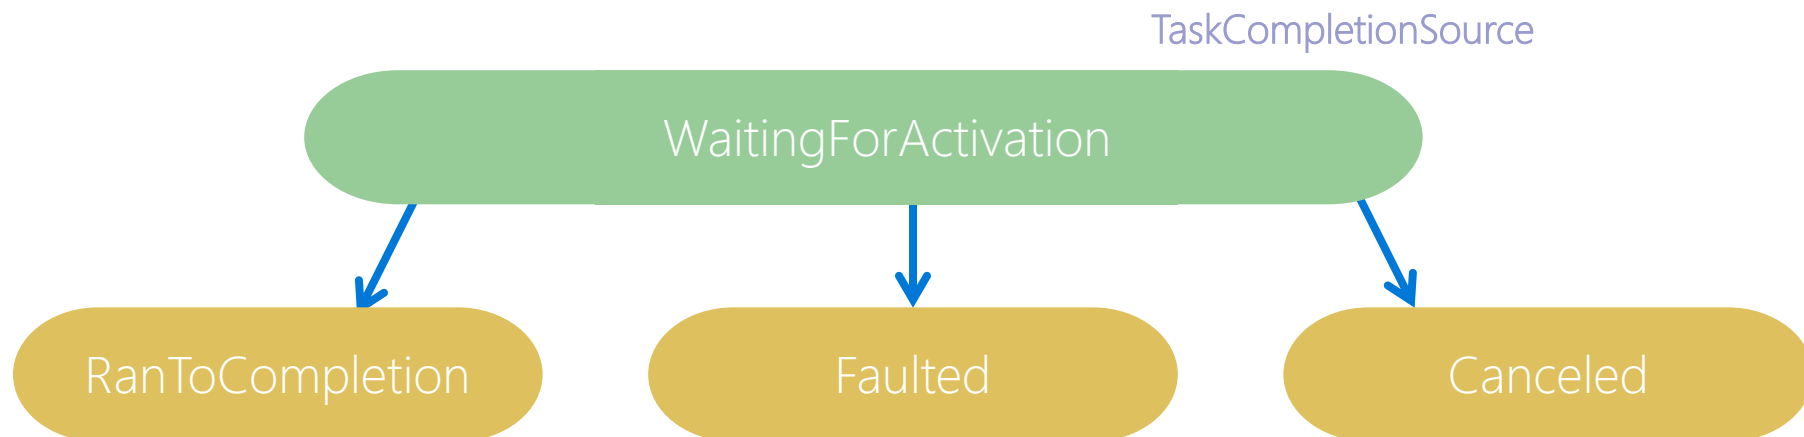 TaskCompletionSource
WaitingForActivation
RanToCompletion
Faulted
Canceled